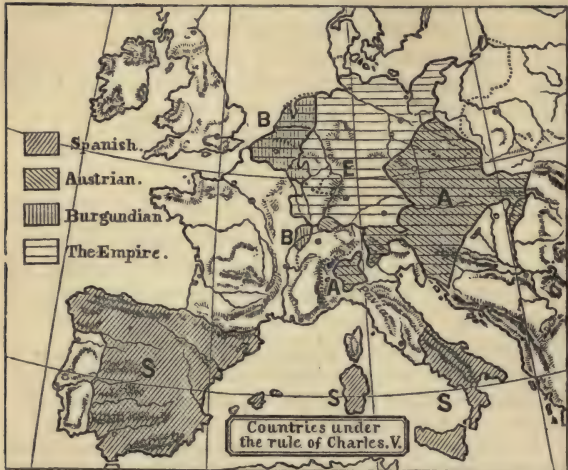 B
Spanish.
Austrian.
Burgundian
The Empire.
E
A
B
A
S
S
S
Countries under
the rule of Charles.V.